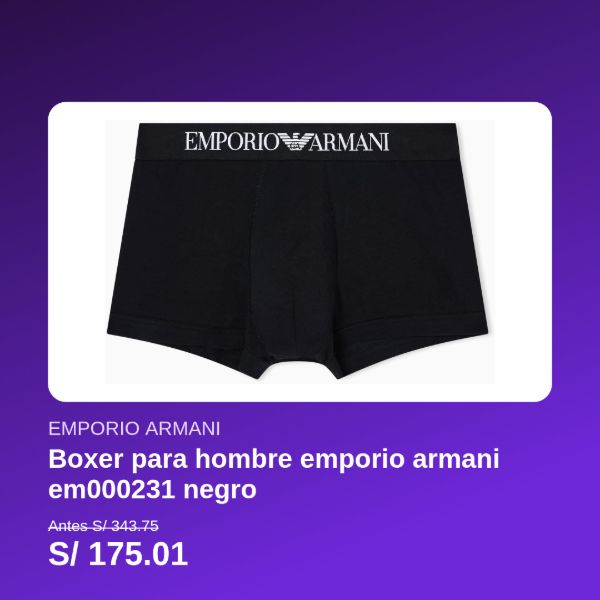 EMPORIO ARMANI
EMPORIO ARMANI
Boxer para hombre emporio armani
em000231 negro
Antes S/ 343.75
S/ 175.01